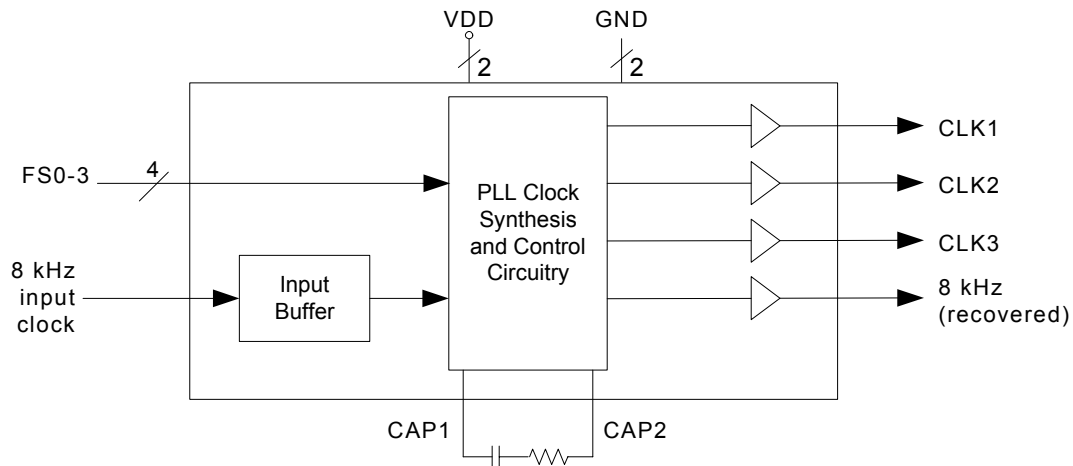 VDD
GND
2
2
FS0-3
4
8 kHz
input
clock
Input
Buffer
PLL Clock
Synthesis
and Control
Circuitry
CLK1
CLK2
CLK3
8 kHz
(recovered)
CAP1
CAP2